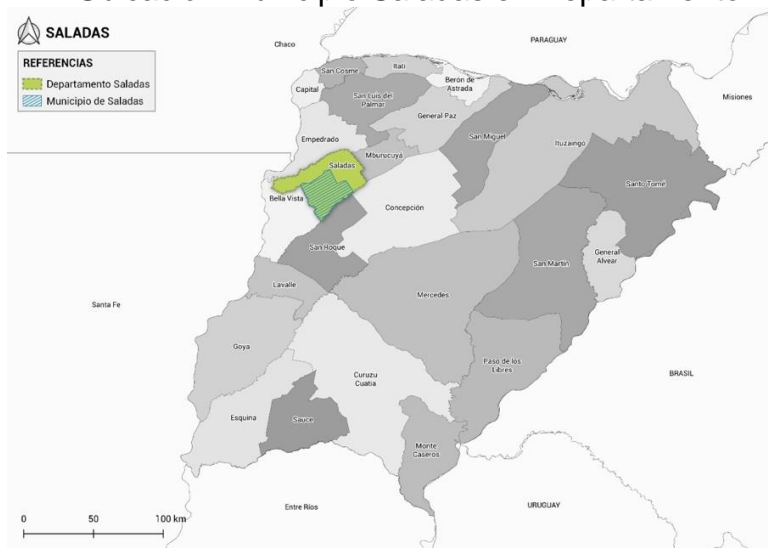 SALADAS
REFERENCIAS
Departamento Saladas
Municipio de Saladas
Chaco
PARAGUAY
Misiones
San Cosme
Itatí
Capital
Berón de
Astrada
San Luis del
Palmar
General Paz
Empedrado
San Miguel
Ituzaingó
Mburucuyá
Saladas
Santo Tomé
Bella Vista
Concepción
San Roque
General
Alvear
San Martín
Lavalle
Mercedes
Santa Fe
Goya
Paso de los
Libres
Curuzu
Cuatia
BRASIL
Esquina
Sauce
Monte
Caseros
Entre Ríos
URUGUAY
0 50 100 km